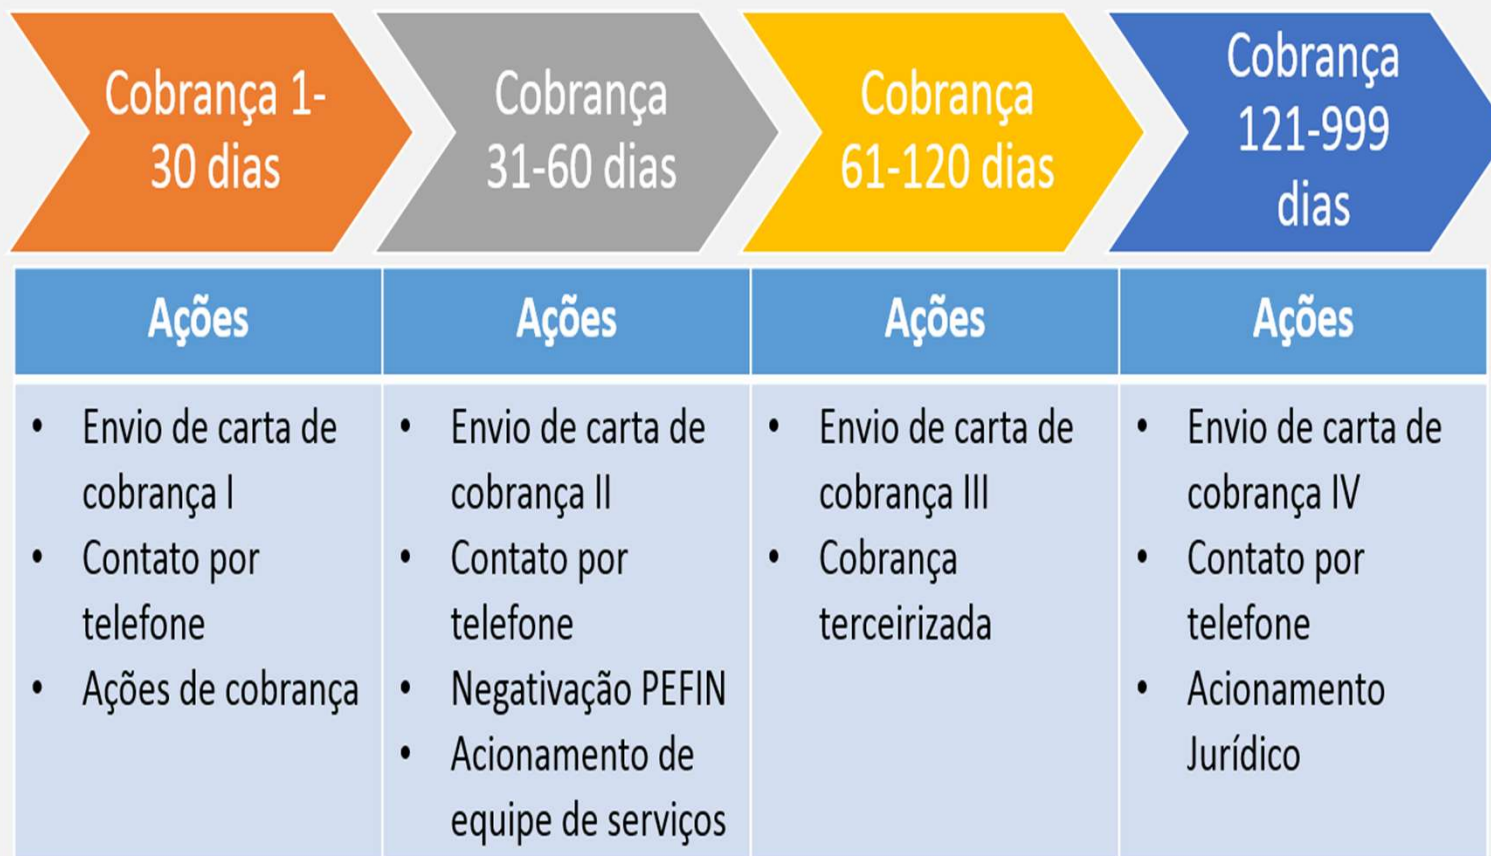 Cobrança 1-
30 dias
Cobrança
31-60 dias
Cobrança
61-120 dias
Cobrança
121-999
dias
Ações
Ações
Ações
Ações
• Envio de carta de
cobrança I
• Contato por
telefone
• Ações de cobrança
• Envio de carta de
cobrança II
• Contato por
telefone
• Negativação PEFIN
• Acionamento de
equipe de serviços
• Envio de carta de
cobrança III
• Cobrança
terceirizada
• Envio de carta de
cobrança IV
• Contato por
telefone
• Acionamento
Jurídico